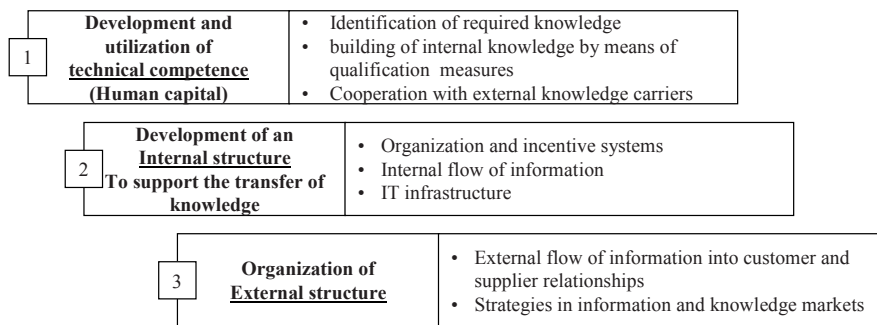 1
Development and
utilization of
technical competence
(Human capital)
• Identification of required knowledge
• building of internal knowledge by means of
qualification measures
• Cooperation with external knowledge carriers
2
Development of an
Internal structure
To support the transfer of
knowledge
• Organization and incentive systems
• Internal flow of information
• IT infrastructure
3
Organization of
External structure
• External flow of information into customer and
supplier relationships
• Strategies in information and knowledge markets